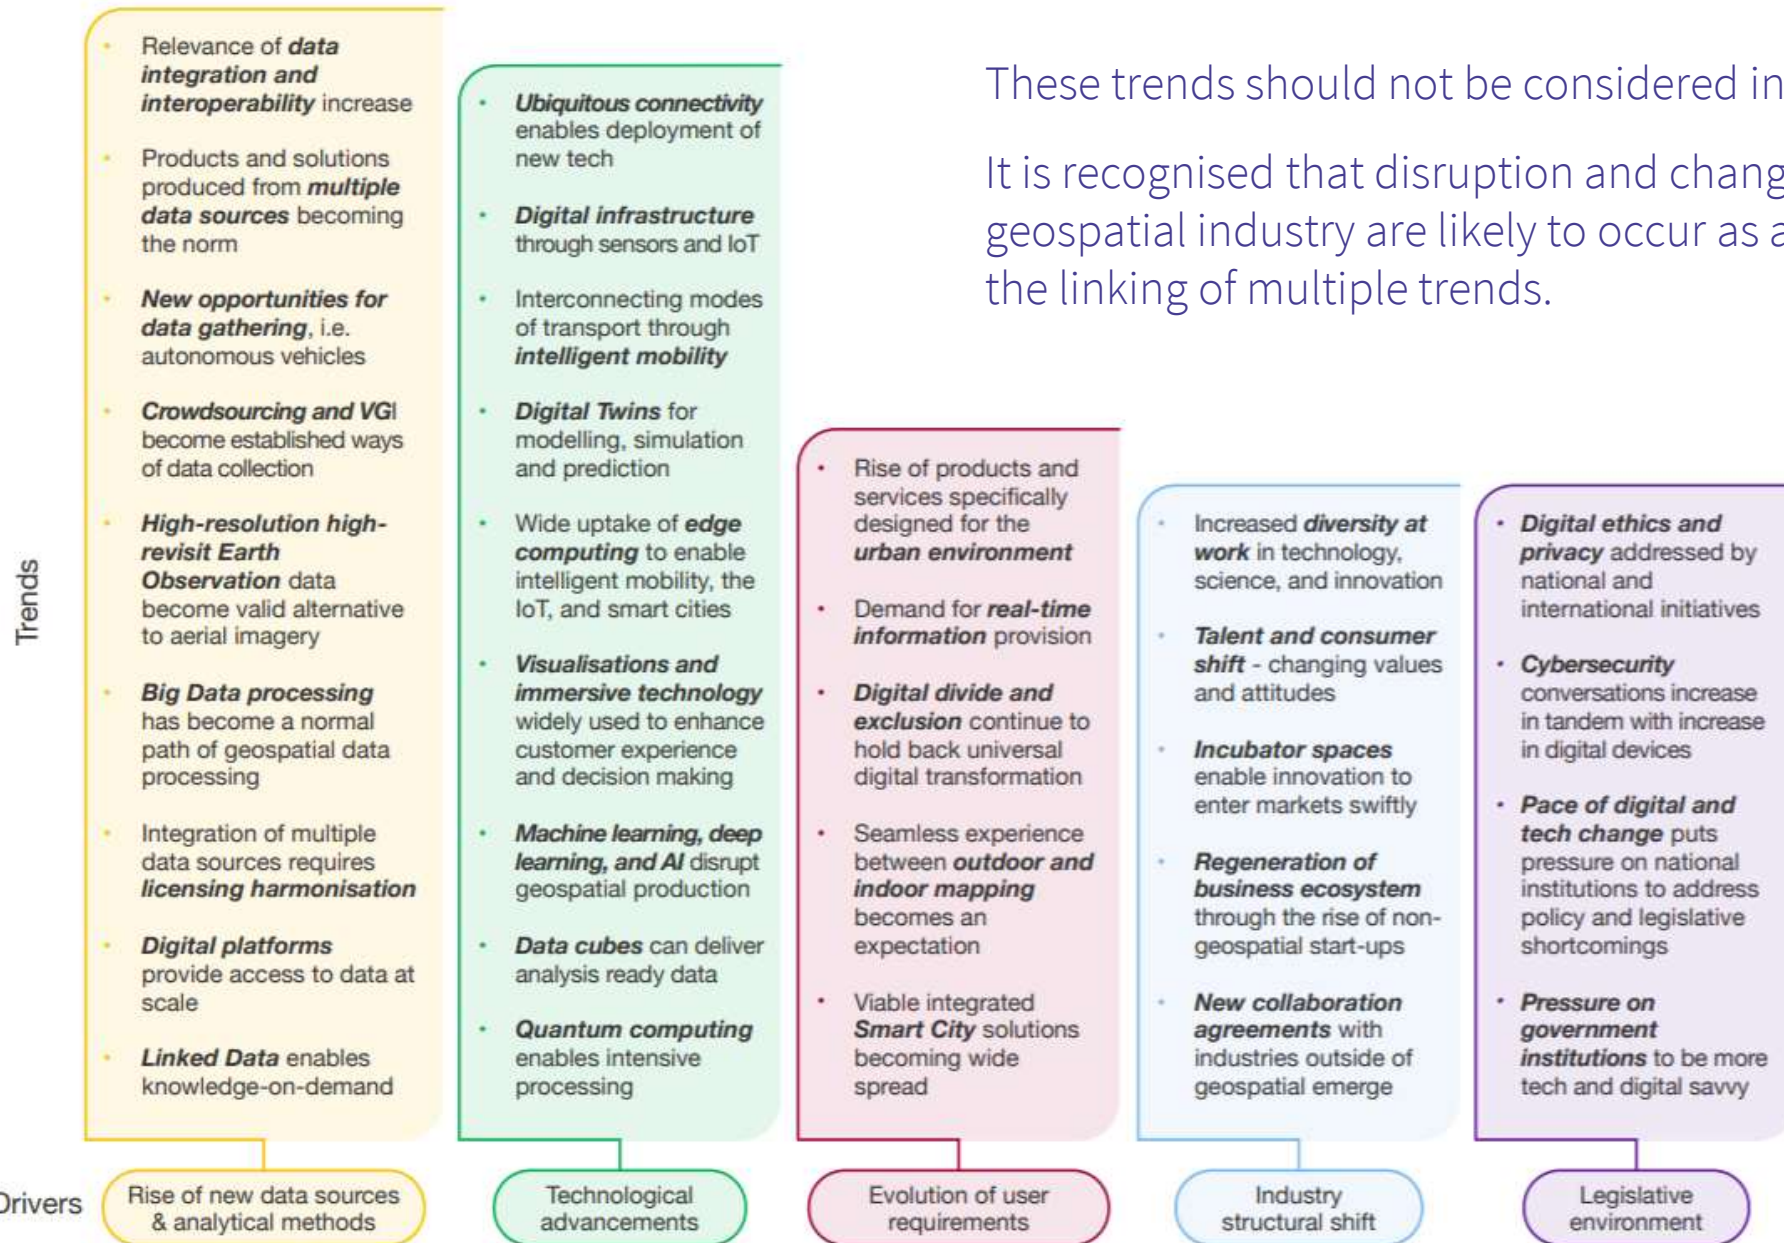 These trends should not be considered in
It is recognised that disruption and chang
geospatial industry are likely to occur as a
the linking of multiple trends.
Trends
Relevance of data
integration and
interoperability increase
Products and solutions
produced from multiple
data sources becoming
the norm
New opportunities for
data gathering, i.e.
autonomous vehicles
Crowdsourcing and VGI
become established ways
of data collection
High-resolution high-
revisit Earth
Observation data
become valid alternative
to aerial imagery
Big Data processing
has become a normal
path of geospatial data
processing
Integration of multiple
data sources requires
licensing harmonisation
Digital platforms
provide access to data at
scale
Linked Data enables
knowledge-on-demand
Ubiquitous connectivity
enables deployment of
new tech
Digital infrastructure
through sensors and IoT
Interconnecting modes
of transport through
intelligent mobility
Digital Twins for
modelling, simulation
and prediction
Wide uptake of edge
computing to enable
intelligent mobility, the
IoT, and smart cities
Visualisations and
immersive technology
widely used to enhance
customer experience
and decision making
Machine learning, deep
learning, and AI disrupt
geospatial production
Data cubes can deliver
analysis ready data
Quantum computing
enables intensive
processing
Rise of products and
services specifically
designed for the
urban environment
Demand for real-time
information provision
Digital divide and
exclusion continue to
hold back universal
digital transformation
Seamless experience
between outdoor and
indoor mapping
becomes an
expectation
Viable integrated
Smart City solutions
becoming wide
spread
Increased diversity at
work in technology,
science, and innovation
Talent and consumer
shift - changing values
and attitudes
Incubator spaces
enable innovation to
enter markets swiftly
Regeneration of
business ecosystem
through the rise of non-
geospatial start-ups
New collaboration
agreements with
industries outside of
geospatial emerge
Digital ethics and
privacy addressed by
national and
international initiatives
Cybersecurity
conversations increase
in tandem with increase
in digital devices
Pace of digital and
tech change puts
pressure on national
institutions to address
policy and legislative
shortcomings
Pressure on
government
institutions to be more
tech and digital savvy
Drivers
Rise of new data sources
& analytical methods
Technological
advancements
Evolution of user
requirements
Industry
structural shift
Legislative
environment